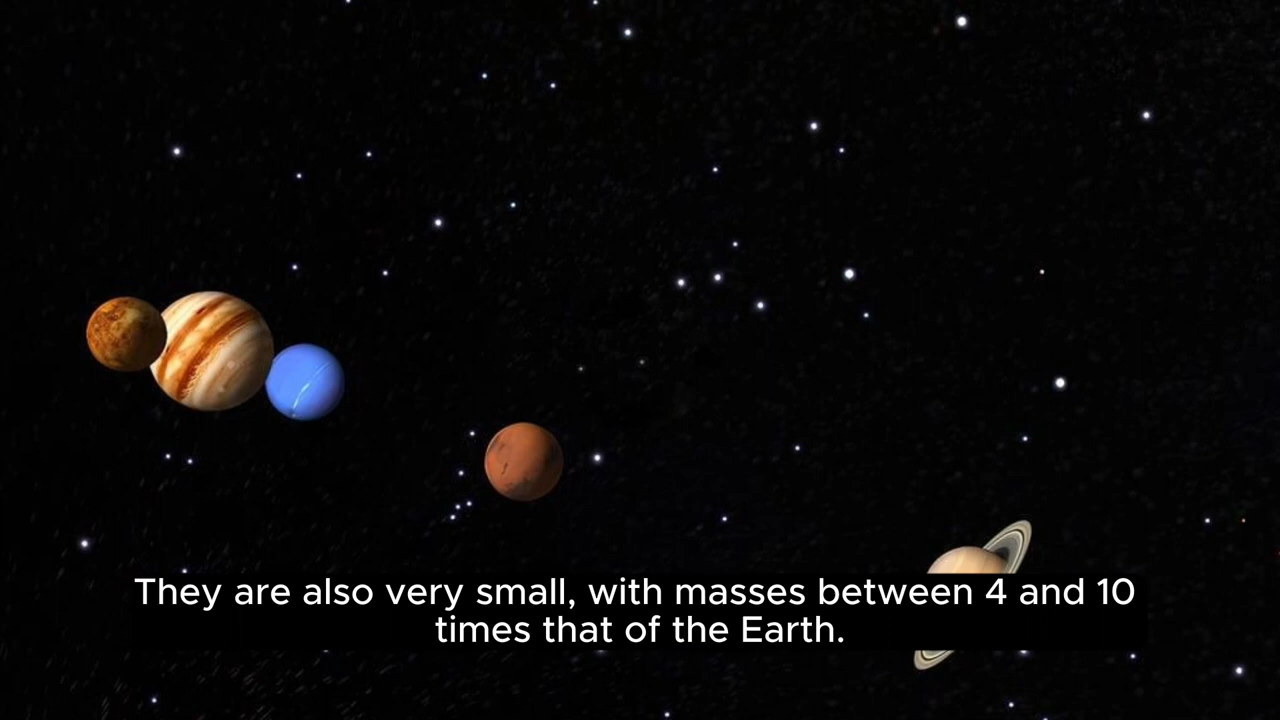 They are also very small, with masses between 4 and 10
times that of the Earth.